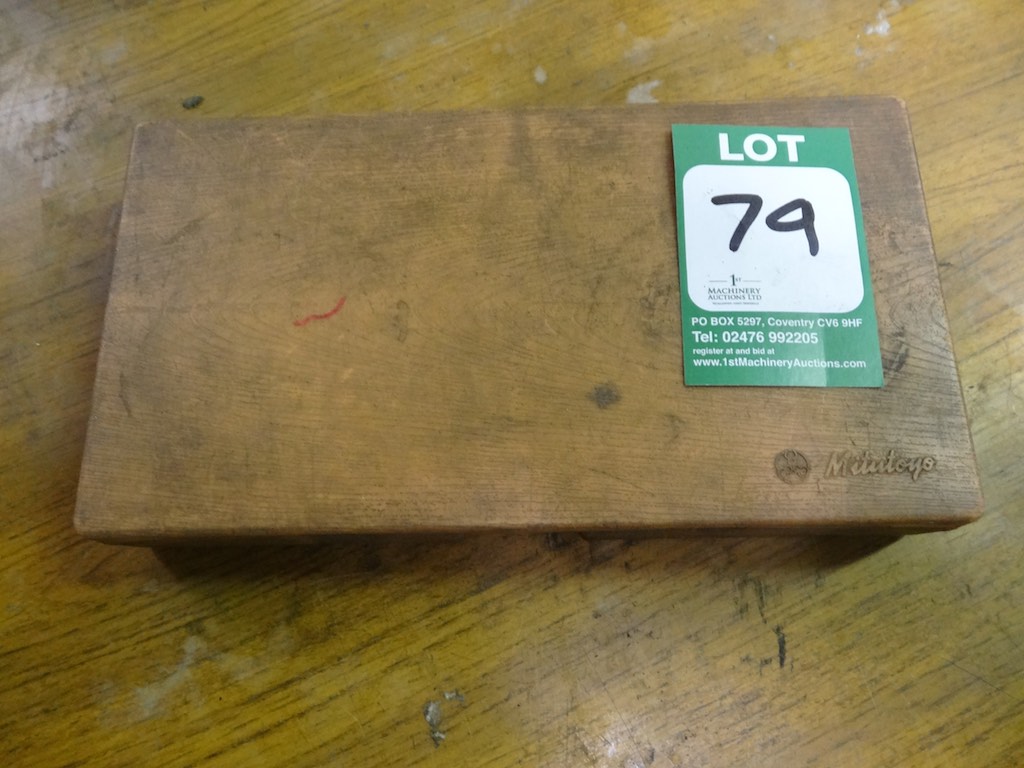 LOT
79
1ST
MACHINERY
AUCTIONS LTD
PO BOX 5297, Coventry CV6 9HF
Tel: 02476 992205
register at and bid at
www.1stMachineryAuctions.com
Mitutoyo